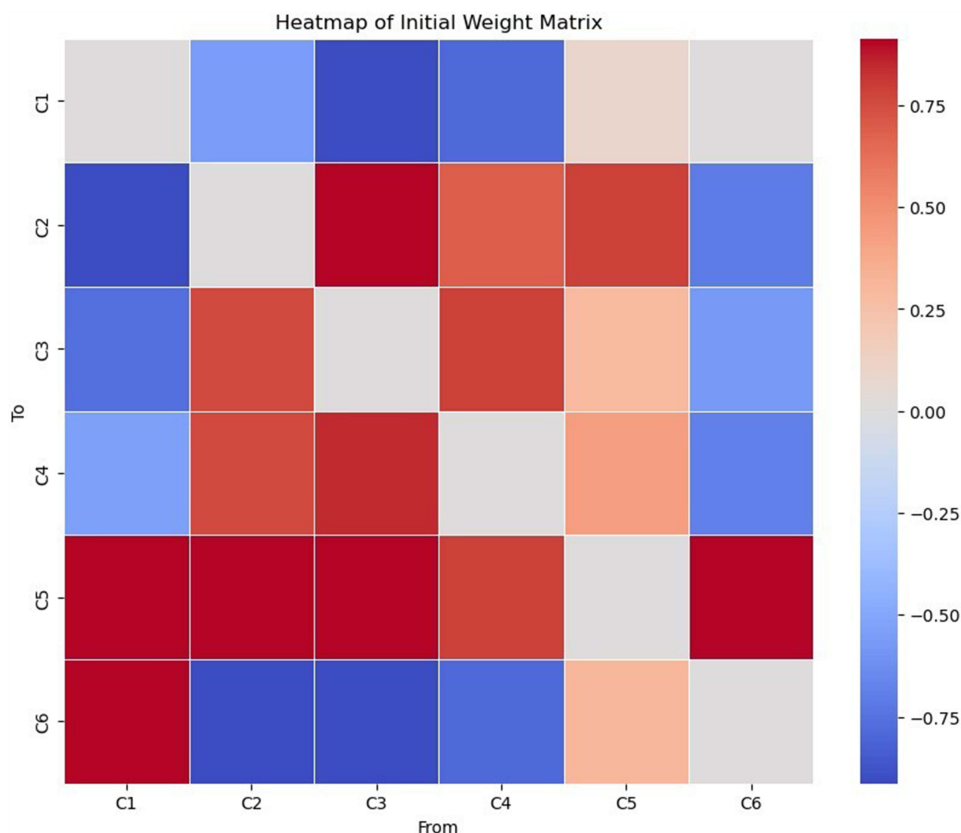 Heatmap of Initial Weight Matrix
C1
C2
C3
C4
C5
C6
To
C1 C2 C3 C4 C5 C6
From
0.75
0.50
0.25
0.00
−0.25
−0.50
−0.75